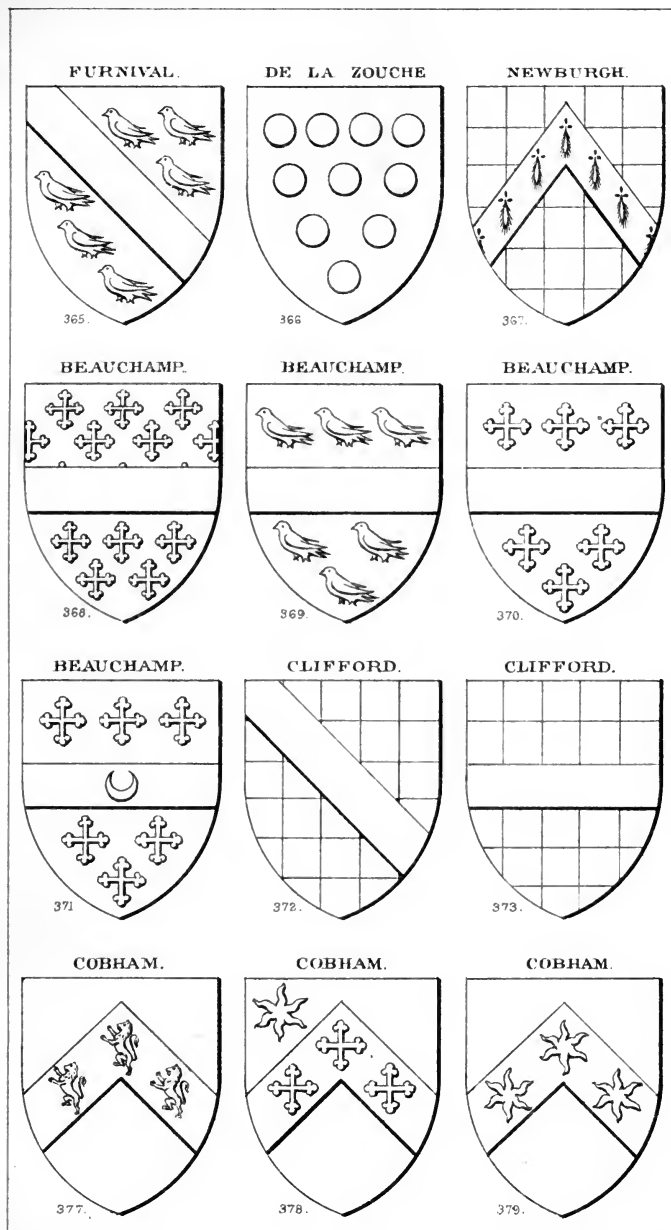 FURNIVAL. DE LA ZOUCHE NEWBURGH.
365. 366 367.
BEAUCHAMP. BEAUCHAMP. BEAUCHAMP.
368. 369. 370.
BEAUCHAMP. CLIFFORD. CLIFFORD.
371 372. 373.
COBHAM. COBHAM. COBHAM.
377. 378. 379.